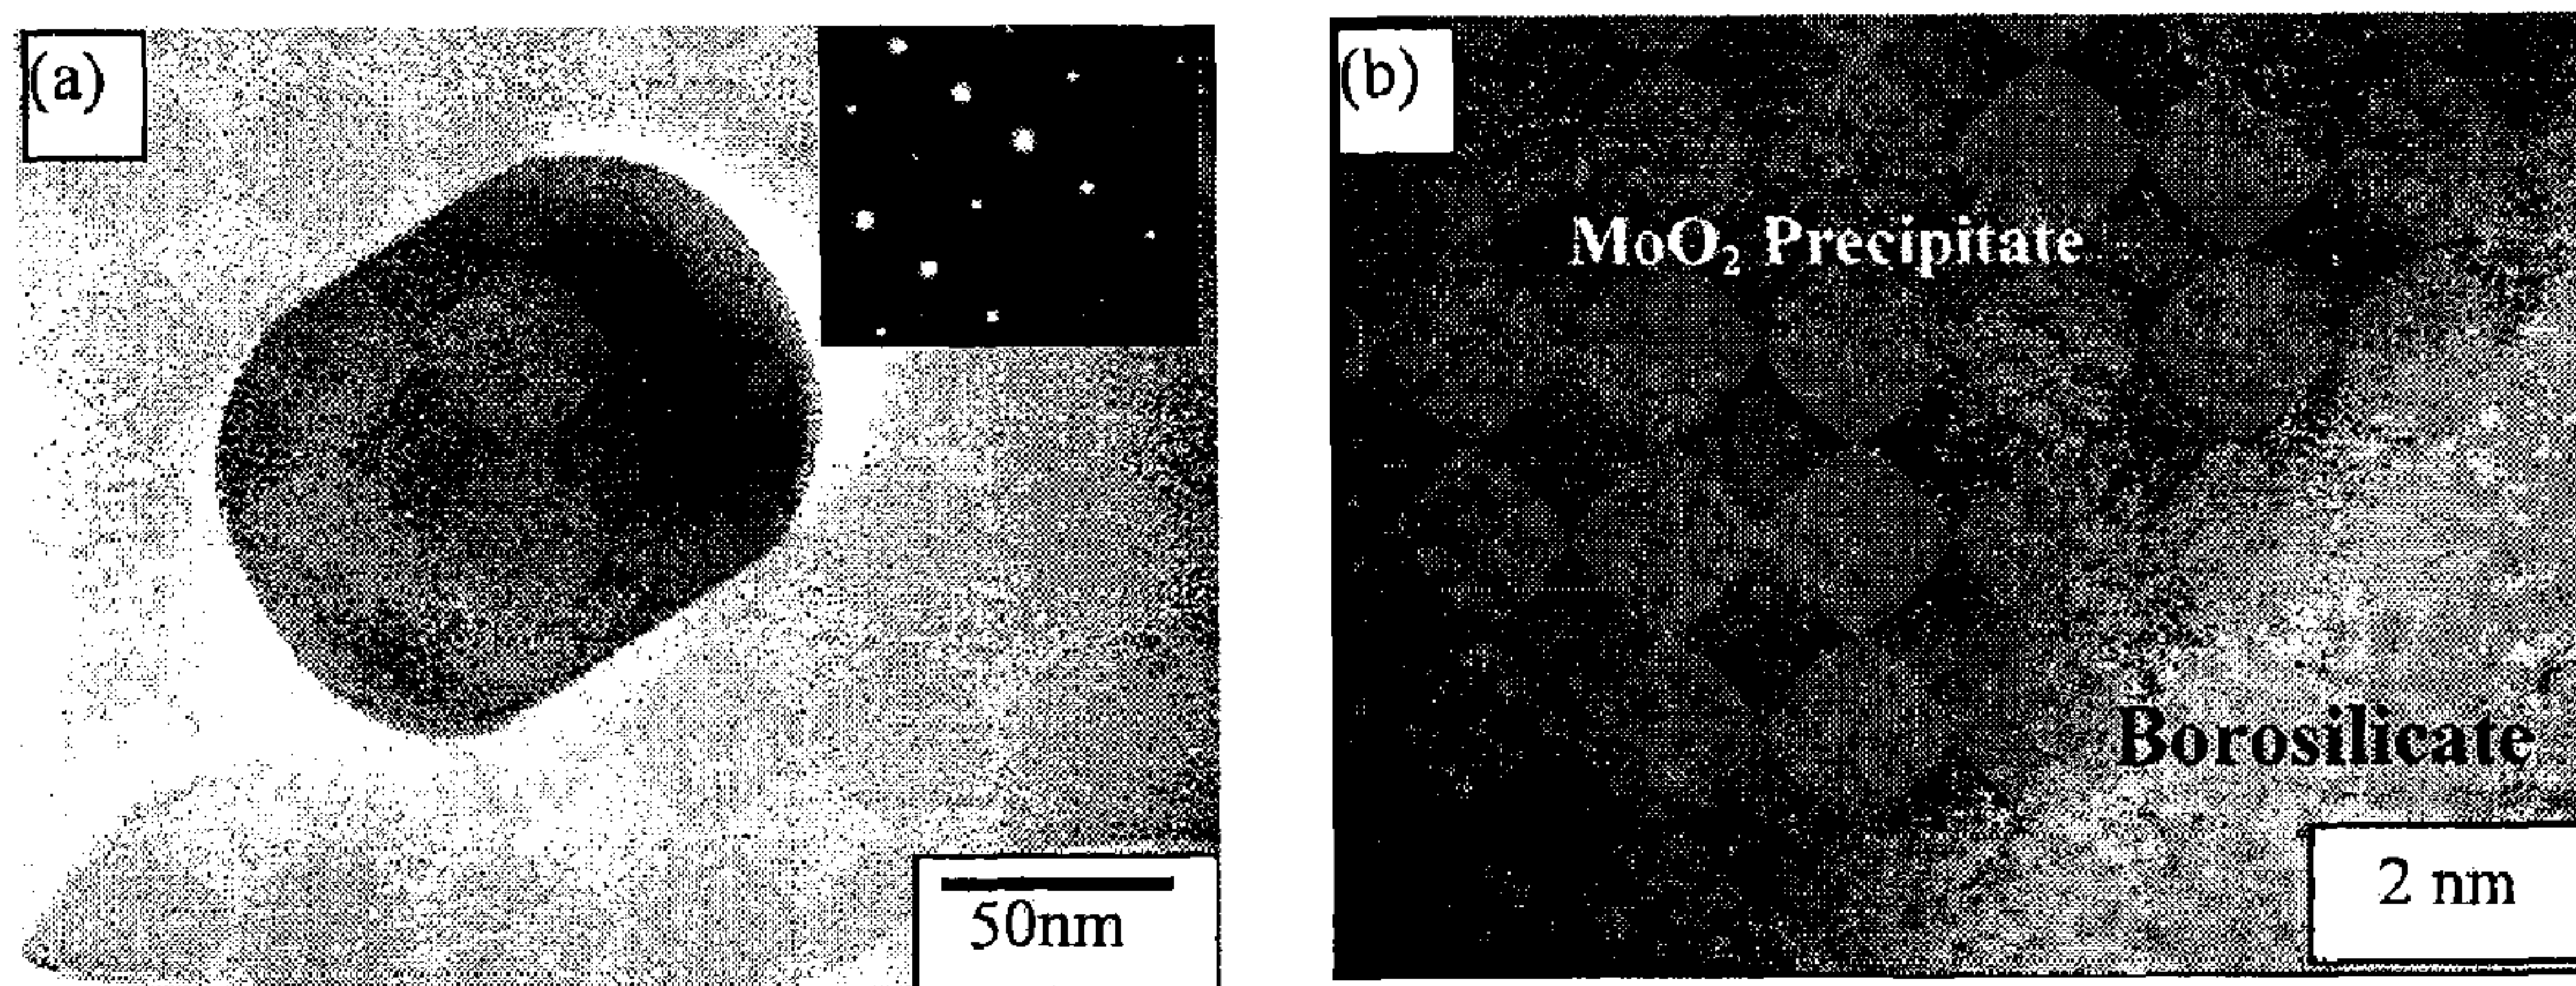 (a)
50nm
(b)
MoO₂ Precipitate
Borosilicate
2 nm